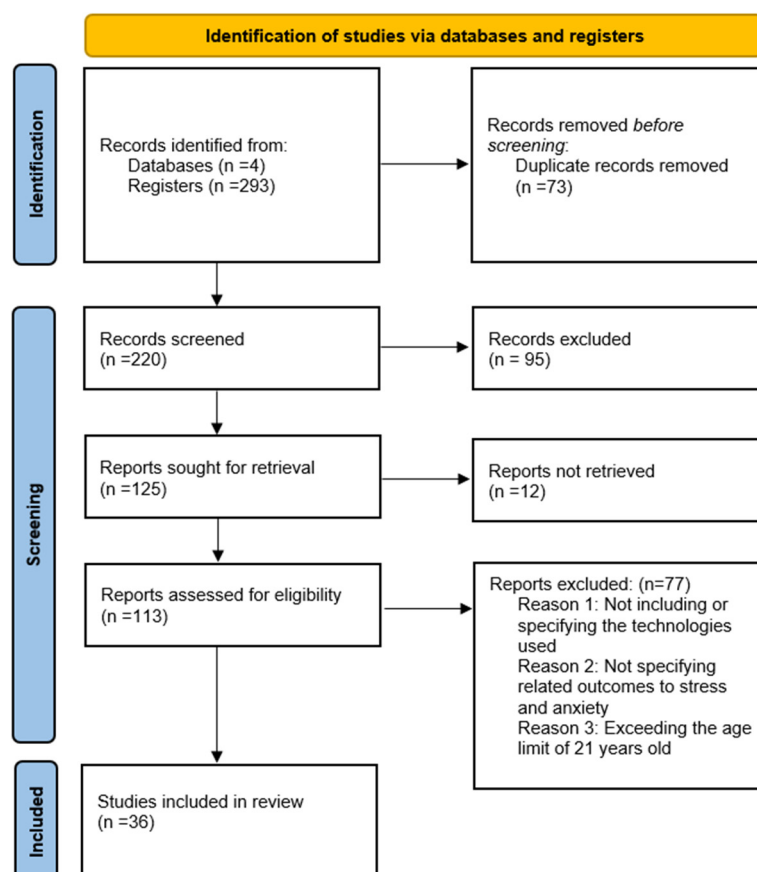 Identification of studies via databases and registers
Identification
Records identified from:
Databases (n =4)
Registers (n =293)
Records removed before
screening:
Duplicate records removed
(n =73)
Screening
Records screened
(n =220)
Records excluded
(n = 95)
Reports sought for retrieval
(n =125)
Reports not retrieved
(n =12)
Reports assessed for eligibility
(n =113)
Reports excluded: (n=77)
Reason 1: Not including or
specifying the technologies
used
Reason 2: Not specifying
related outcomes to stress
and anxiety
Reason 3: Exceeding the age
limit of 21 years old
Included
Studies included in review
(n =36)